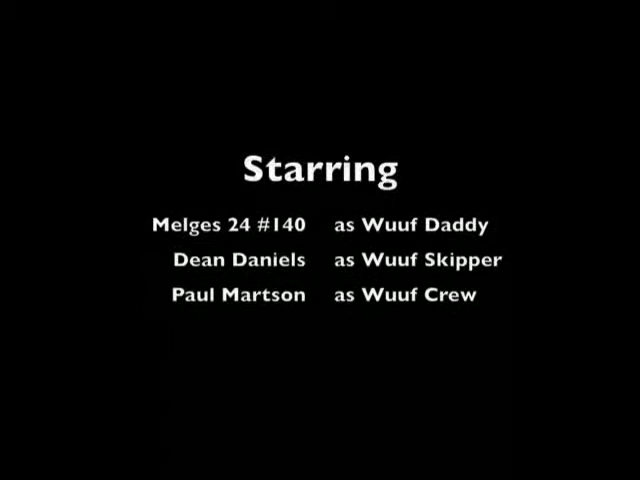 Starring
Melges 24 #140 as Wuuf Daddy
Dean Daniels as Wuuf Skipper
Paul Martson as Wuuf Crew